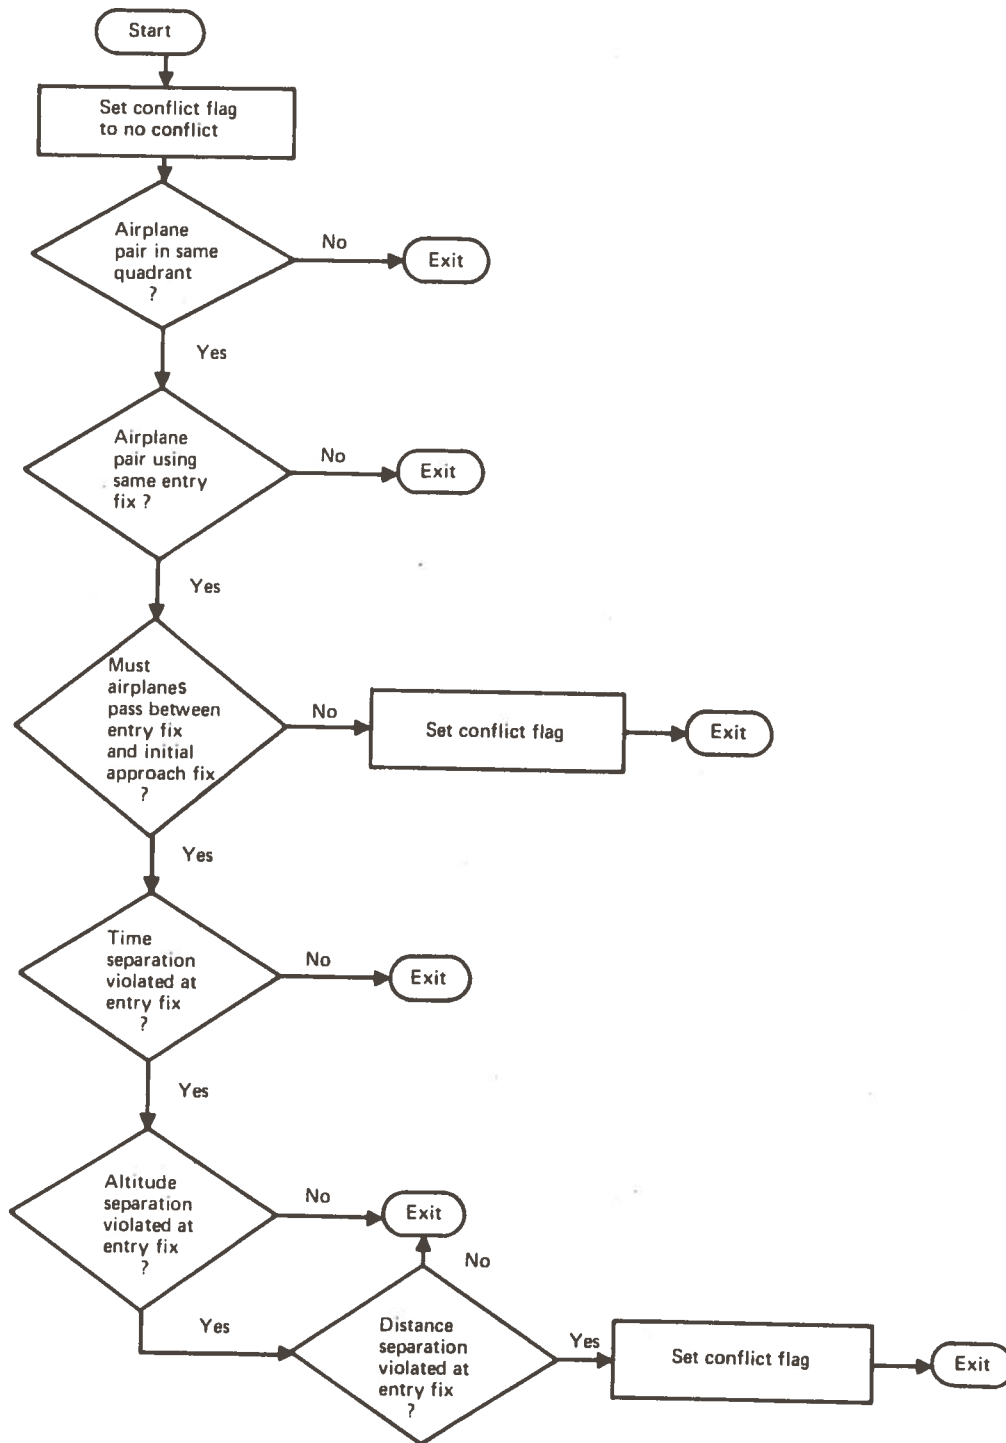 Start
Set conflict flag
to no conflict
Airplane
pair in same
quadrant
?
No
Exit
Yes
Airplane
pair using
same entry
fix ?
No
Exit
Yes
Must
airplanes
pass between
entry fix
and initial
approach fix
?
No
Set conflict flag
Exit
Yes
Time
separation
violated at
entry fix
?
No
Exit
Yes
Altitude
separation
violated at
entry fix
?
No
Exit
No
Yes
Distance
separation
violated at
entry fix
?
Yes
Set conflict flag
Exit